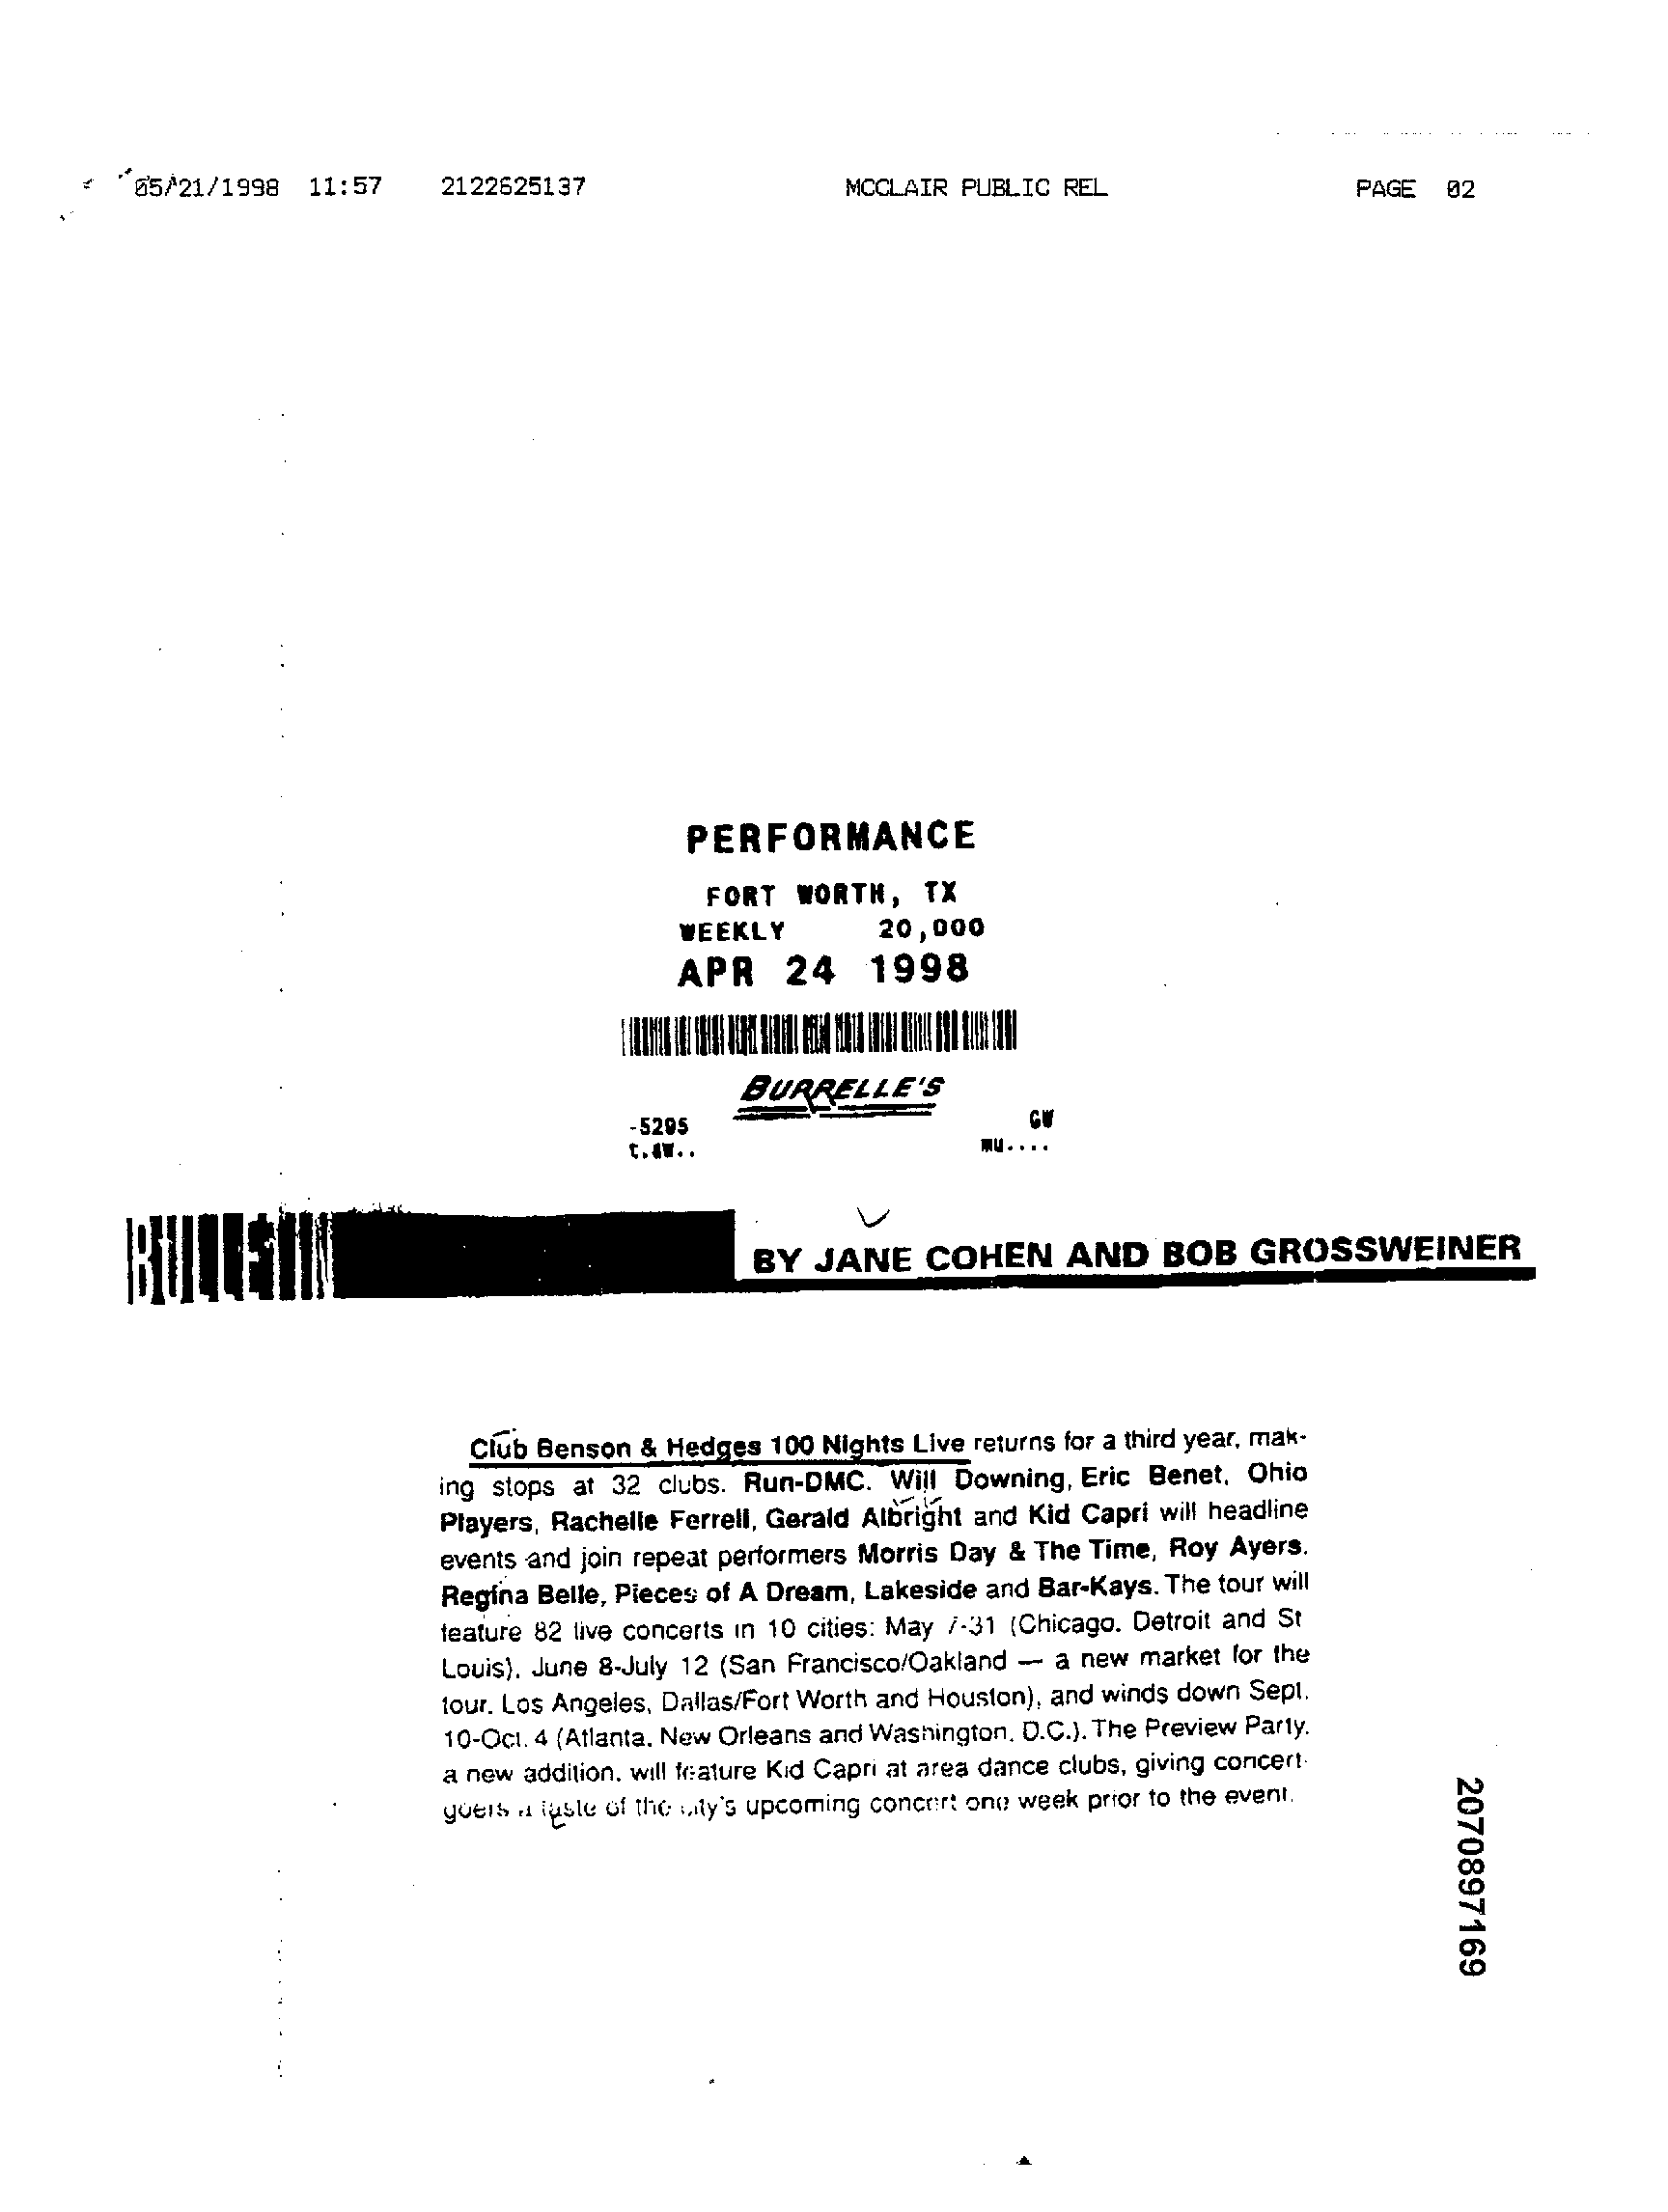 05/21/1998 11:57 2122625137 MCCLAIR PUBLIC REL PAGE 02
PERFORMANCE
FORT WORTH, TX
WEEKLY 20,000
APR 24 1998
BURRELLE'S
-5295 GW
t.aW.. mu....
BY JANE COHEN AND BOB GROSSWEINER
Club Benson & Hedges 100 Nights Live returns for a third year, mak-
ing stops at 32 clubs. Run-DMC. Will Downing, Eric Benet, Ohio
Players, Rachelle Ferrell, Gerald Albright and Kid Capri will headline
events and join repeat performers Morris Day & The Time, Roy Ayers.
Regina Belle, Pieces of A Dream, Lakeside and Bar-Kays. The tour will
feature 82 live concerts in 10 cities: May 7-31 (Chicago. Detroit and St
Louis), June 8-July 12 (San Francisco/Oakland — a new market for the
tour. Los Angeles, Dallas/Fort Worth and Houston), and winds down Sept.
10-Oct. 4 (Atlanta. New Orleans and Washington. D.C.). The Preview Party.
a new addition. will feature Kid Capri at area dance clubs, giving concert-
goers a taste of the city's upcoming concert one week prior to the event.
2070897169